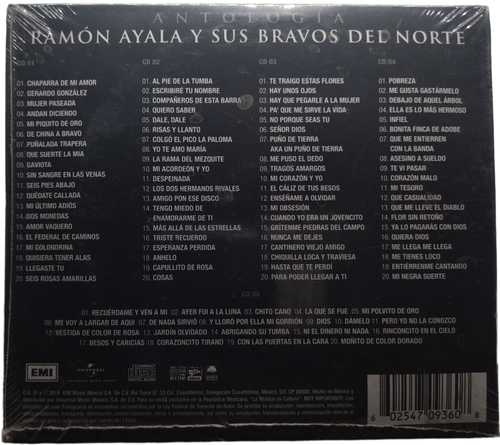 ANTOLOGÍA
RAMÓN AYALA Y SUS BRAVOS DEL NORTE
CD 01
01 CHAPARRA DE MI AMOR
02 GERARDO GONZÁLEZ
03 MUJER PASEADA
04 ANDAN DICIENDO
05 MI PIQUITO DE ORO
06 DE CHINA A BRAVO
07 PUÑALADA TRAPERA
08 QUE SUERTE LA MIA
09 GAVIOTA
10 SIN SANGRE EN LAS VENAS
11 SEIS PIES ABAJO
12 QUÉDATE CALLADA
13 MI ÚLTIMO ADIÓS
14 DOS MONEDAS
15 AMOR VAQUERO
16 EL FEDERAL DE CAMINOS
17 MI GOLONDRINA
18 QUISIERA TENER ALAS
19 LLEGASTE TU
20 SEIS ROSAS AMARILLAS
CD 02
01 AL PIE DE LA TUMBA
02 ESCRIBIRÉ TU NOMBRE
03 COMPAÑEROS DE ESTA BARRA
04 QUIERO SABER
05 DALE, DALE
06 RISAS Y LLANTO
07 COLGÓ EL PICO LA PALOMA
08 YO TE AMO MARÍA
09 LA RAMA DEL MEZQUITE
10 MI ACORDEÓN Y YO
11 DESPEINADA
12 LOS DOS HERMANOS RIVALES
13 AMIGO PON ESE DISCO
14 TENGO MIEDO DE
ENAMORARME DE TI
15 MÁS ALLÁ DE LAS ESTRELLAS
16 TRISTE RECUERDO
17 ESPERANZA PERDIDA
18 ANHELO
19 CAPULLITO DE ROSA
20 COSAS
CD 03
01 TE TRAIGO ESTAS FLORES
02 HAY UNOS OJOS
03 HAY QUE PEGARLE A LA MUJER
04 PA' QUE ME SIRVE LA VIDA
05 NO PORQUE SEAS TU
06 SEÑOR DIOS
07 PUÑO DE TIERRA
AKA UN PUÑO DE TIERRA
08 ME PUSO EL DEDO
09 TRAGOS AMARGOS
10 MI CORAZÓN Y YO
11 EL CÁLIZ DE TUS BESOS
12 ENSÉÑAME A OLVIDAR
13 MI OBSESIÓN
14 CUANDO YO ERA UN JOVENCITO
15 GRÍTENME PIEDRAS DEL CAMPO
16 NUNCA ME DEJES
17 CANTINERO VIEJO AMIGO
18 CHIQUILLA LOCA Y TRAVIESA
19 HASTA QUE TE PERDÍ
20 PARA PODER LLEGAR A TI
CD 04
01 POBREZA
02 ME GUSTA GASTÁRMELO
03 DEBAJO DE AQUEL ÁRBOL
04 ELLA ES LO MÁS HERMOSO
05 INFIEL
06 BONITA FINCA DE ADOBE
07 QUE ME ENTIERREN
CON LA BANDA
08 ASESINO A SUELDO
09 TE VI PASAR
10 CORAZÓN MALO
11 MI TESORO
12 QUE CASUALIDAD
13 QUE ME LLEVE EL DIABLO
14 FLOR SIN RETOÑO
15 YA LO PAGARÁS CON DIOS
16 QUIERA DIOS
17 ME LLEGA ME LLEGA
18 ME TIENES LOCO
19 ENTIÉRRENME CANTANDO
20 MI NEGRA SUERTE
CD 05
01 RECUÉRDAME Y VEN A MI 02 AYER FUI A LA LUNA 03 CHITO CANO 04 LA QUE SE FUE 05 MI POLVITO DE ORO
06 ME VOY A LARGAR DE AQUÍ 07 DE NADA SIRVIÓ 08 Y LLORÓ POR ELLA MI GORRIÓN 09 DIOS 10 DÁMELO 11 PERO YO NO LA CONOZCO
12 VESTIDA DE COLOR DE ROSA 13 JARDÍN OLVIDADO 14 ABRIGANDO SU TUMBA 15 NI EL DINERO NI NADA 16 RINCONCITO EN EL CIELO
17 BESOS Y CARICIAS 18 CORAZONCITO TIRANO 19 CON LAS PUERTAS EN LA CARA 20 MOÑITO DE COLOR DORADO
EMI
UNIVERSAL
6 02547 09360 8